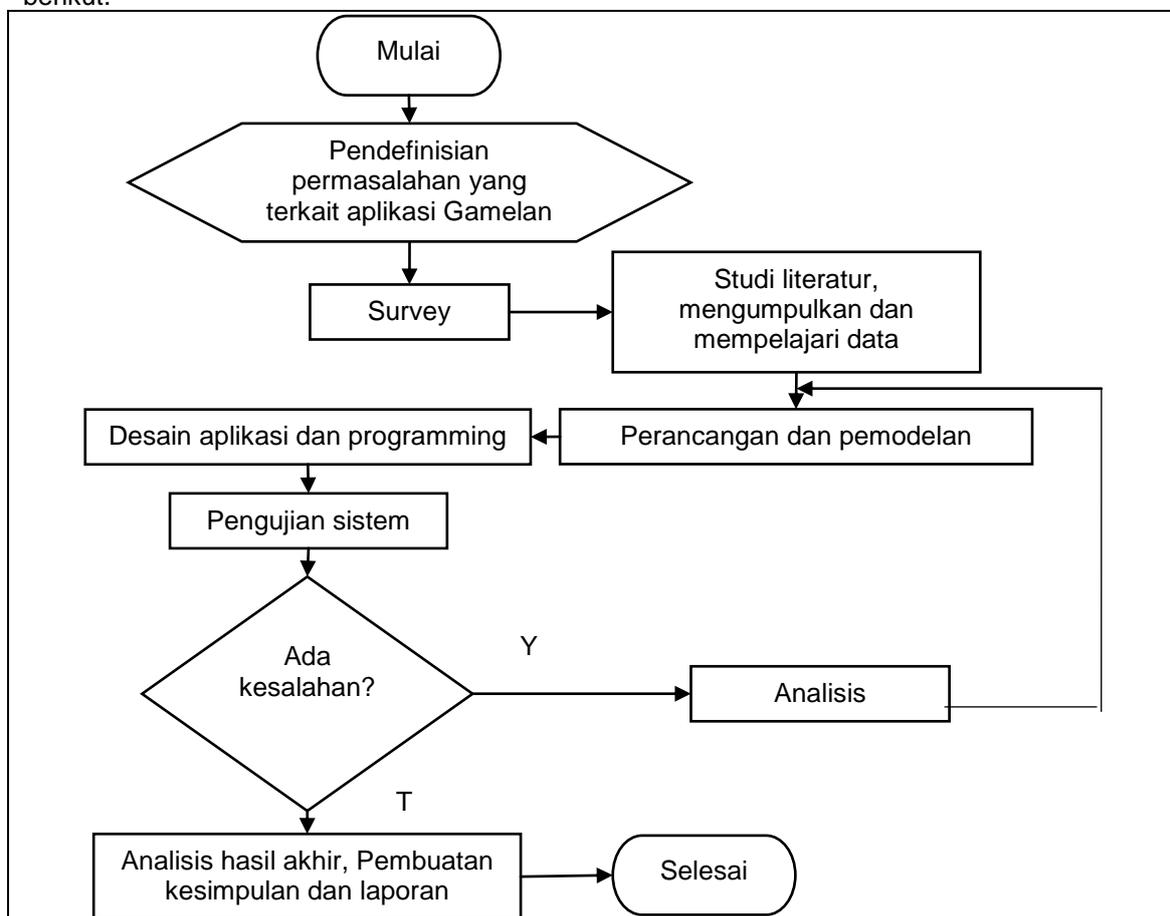 berikut:
Mulai
Pendefinisian
permasalahan yang
terkait aplikasi Gamelan
Survey
Studi literatur,
mengumpulkan dan
mempelajari data
Perancangan dan pemodelan
Desain aplikasi dan programming
Pengujian sistem
Ada
kesalahan?
Y
Analisis
T
Analisis hasil akhir, Pembuatan
kesimpulan dan laporan
Selesai